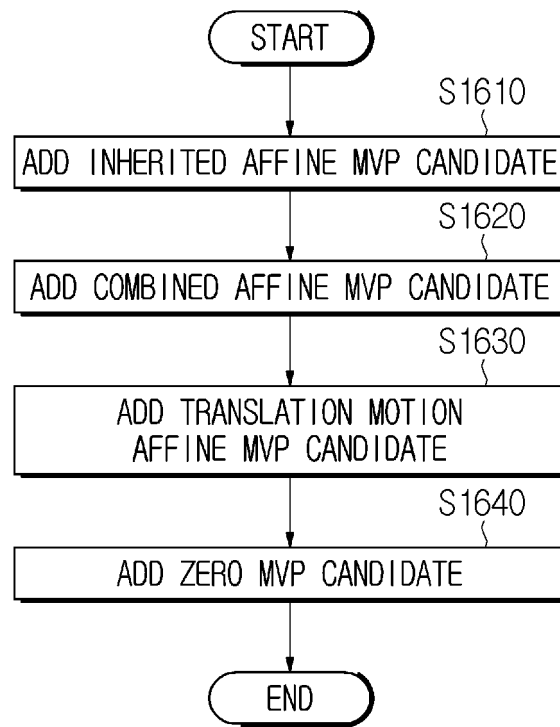 START
S1610
ADD INHERITED AFFINE MVP CANDIDATE
S1620
ADD COMBINED AFFINE MVP CANDIDATE
S1630
ADD TRANSLATION MOTION
AFFINE MVP CANDIDATE
S1640
ADD ZERO MVP CANDIDATE
END